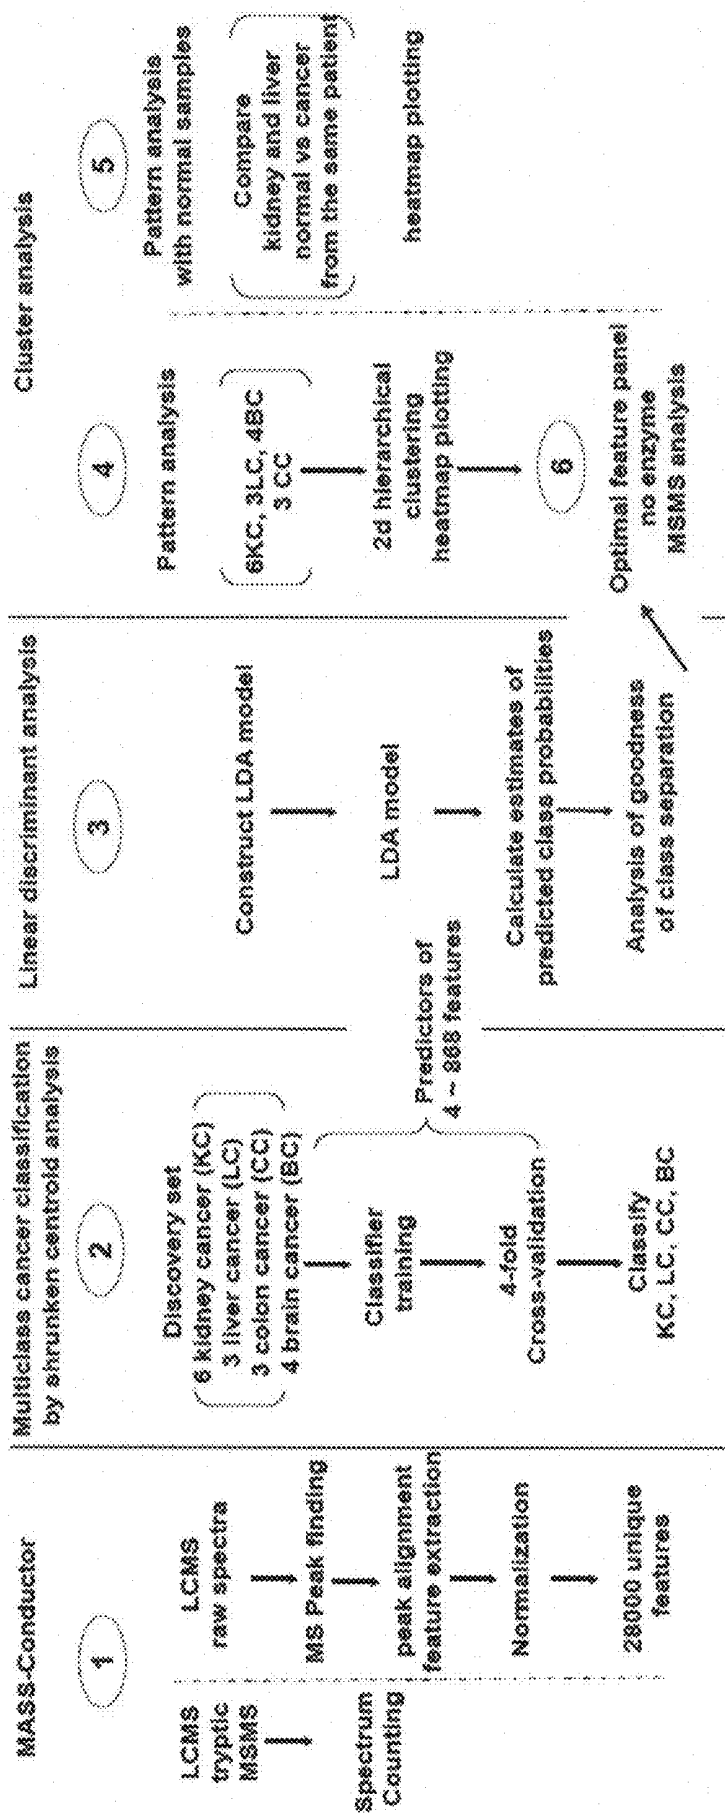 MASS-Conductor
1
LCMS
tryptic
MSMS
Spectrum
Counting
LCMS
raw spectra
MS Peak finding
peak alignment
feature extraction
Normalization
28000 unique
features
Multiclass cancer classification
by shrunken centroid analysis
2
Discovery set
6 kidney cancer (KC)
3 liver cancer (LC)
3 colon cancer (CC)
4 brain cancer (BC)
Classifier
training
4-fold
Cross-validation
Classify
KC, LC, CC, BC
Predictors of
4 ~ 968 features
Linear discriminant analysis
3
Construct LDA model
LDA model
Calculate estimates of
predicted class probabilities
Analysis of goodness
of class separation
Cluster analysis
4
Pattern analysis
6KC, 3LC, 4BC
3 CC
2d hierarchical
clustering
heatmap plotting
6
Optimal feature panel
no enzyme
MSMS analysis
5
Pattern analysis
with normal samples
Compare
kidney and liver
normal vs cancer
from the same patient
heatmap plotting